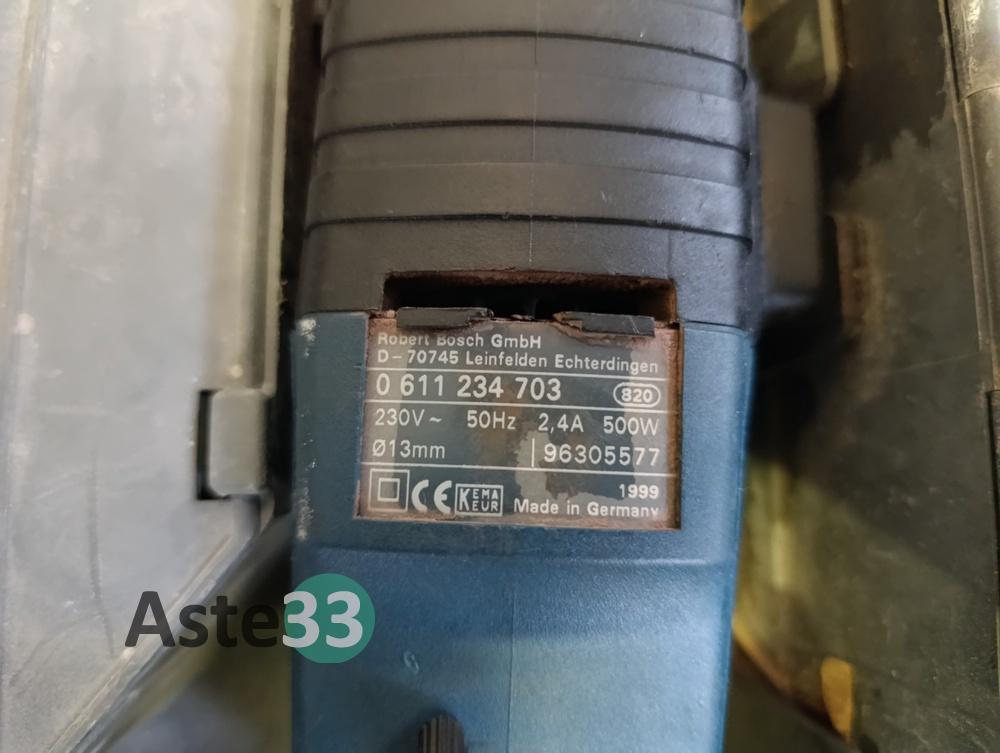 Robert Bosch GmbH
D-70745 Leinfelden Echterdingen
0 611 234 703 820
230V~ 50Hz 2,4A 500W
Ø13mm 96305577
1999
CE KEMA KEUR Made in Germany
Aste33